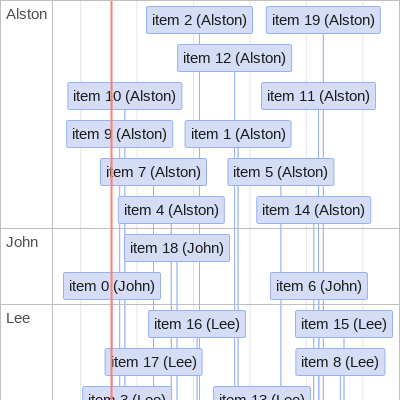 Alston
item 2 (Alston)
item 19 (Alston)
item 12 (Alston)
item 10 (Alston)
item 11 (Alston)
item 9 (Alston)
item 1 (Alston)
item 7 (Alston)
item 5 (Alston)
item 4 (Alston)
item 14 (Alston)
John
item 18 (John)
item 0 (John)
item 6 (John)
Lee
item 16 (Lee)
item 15 (Lee)
item 17 (Lee)
item 8 (Lee)
item 3 (Lee)
item 13 (Lee)